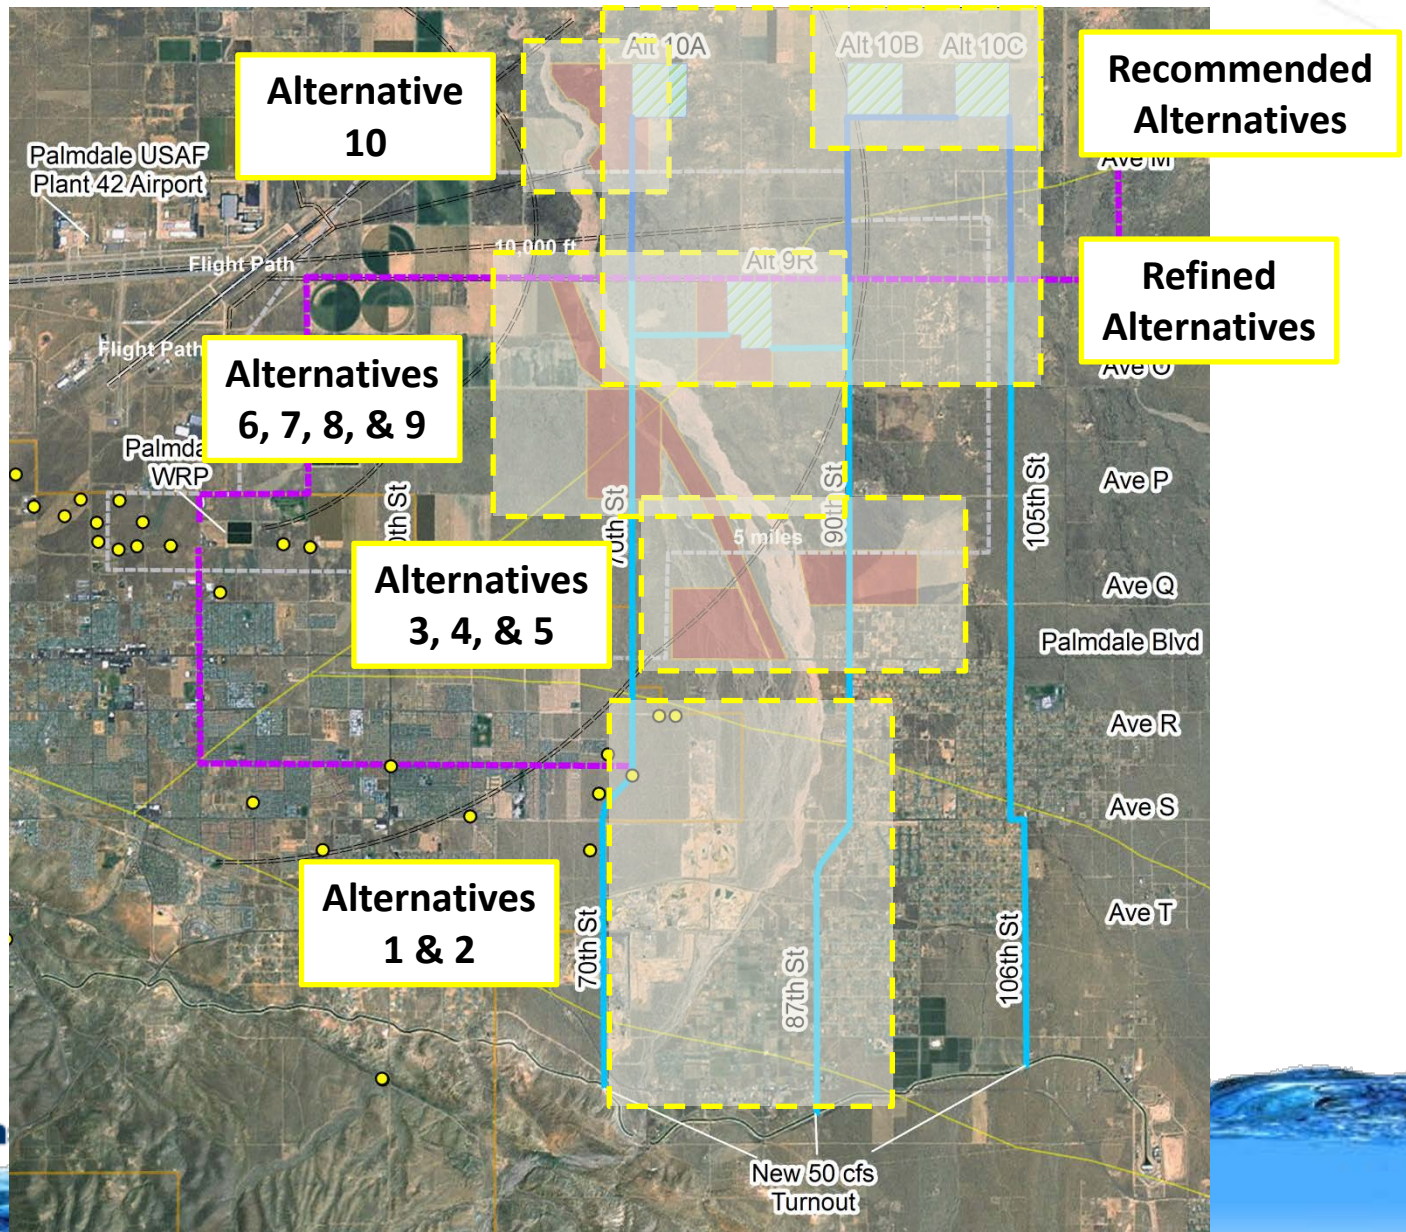 Alt 10A
Alt 10B
Alt 10C
Alternative
10
Recommended
Alternatives
Palmdale USAF
Plant 42 Airport
Ave M
10,000 ft
Flight Path
Alt 9R
Refined
Alternatives
Flight Path
Ave O
Alternatives
6, 7, 8, & 9
WRP
Ave P
70th St
90th St
105th St
5 miles
Alternatives
3, 4, & 5
Ave Q
Palmdale Blvd
Ave R
Ave S
Alternatives
1 & 2
Ave T
70th St
87th St
106th St
New 50 cfs
Turnout